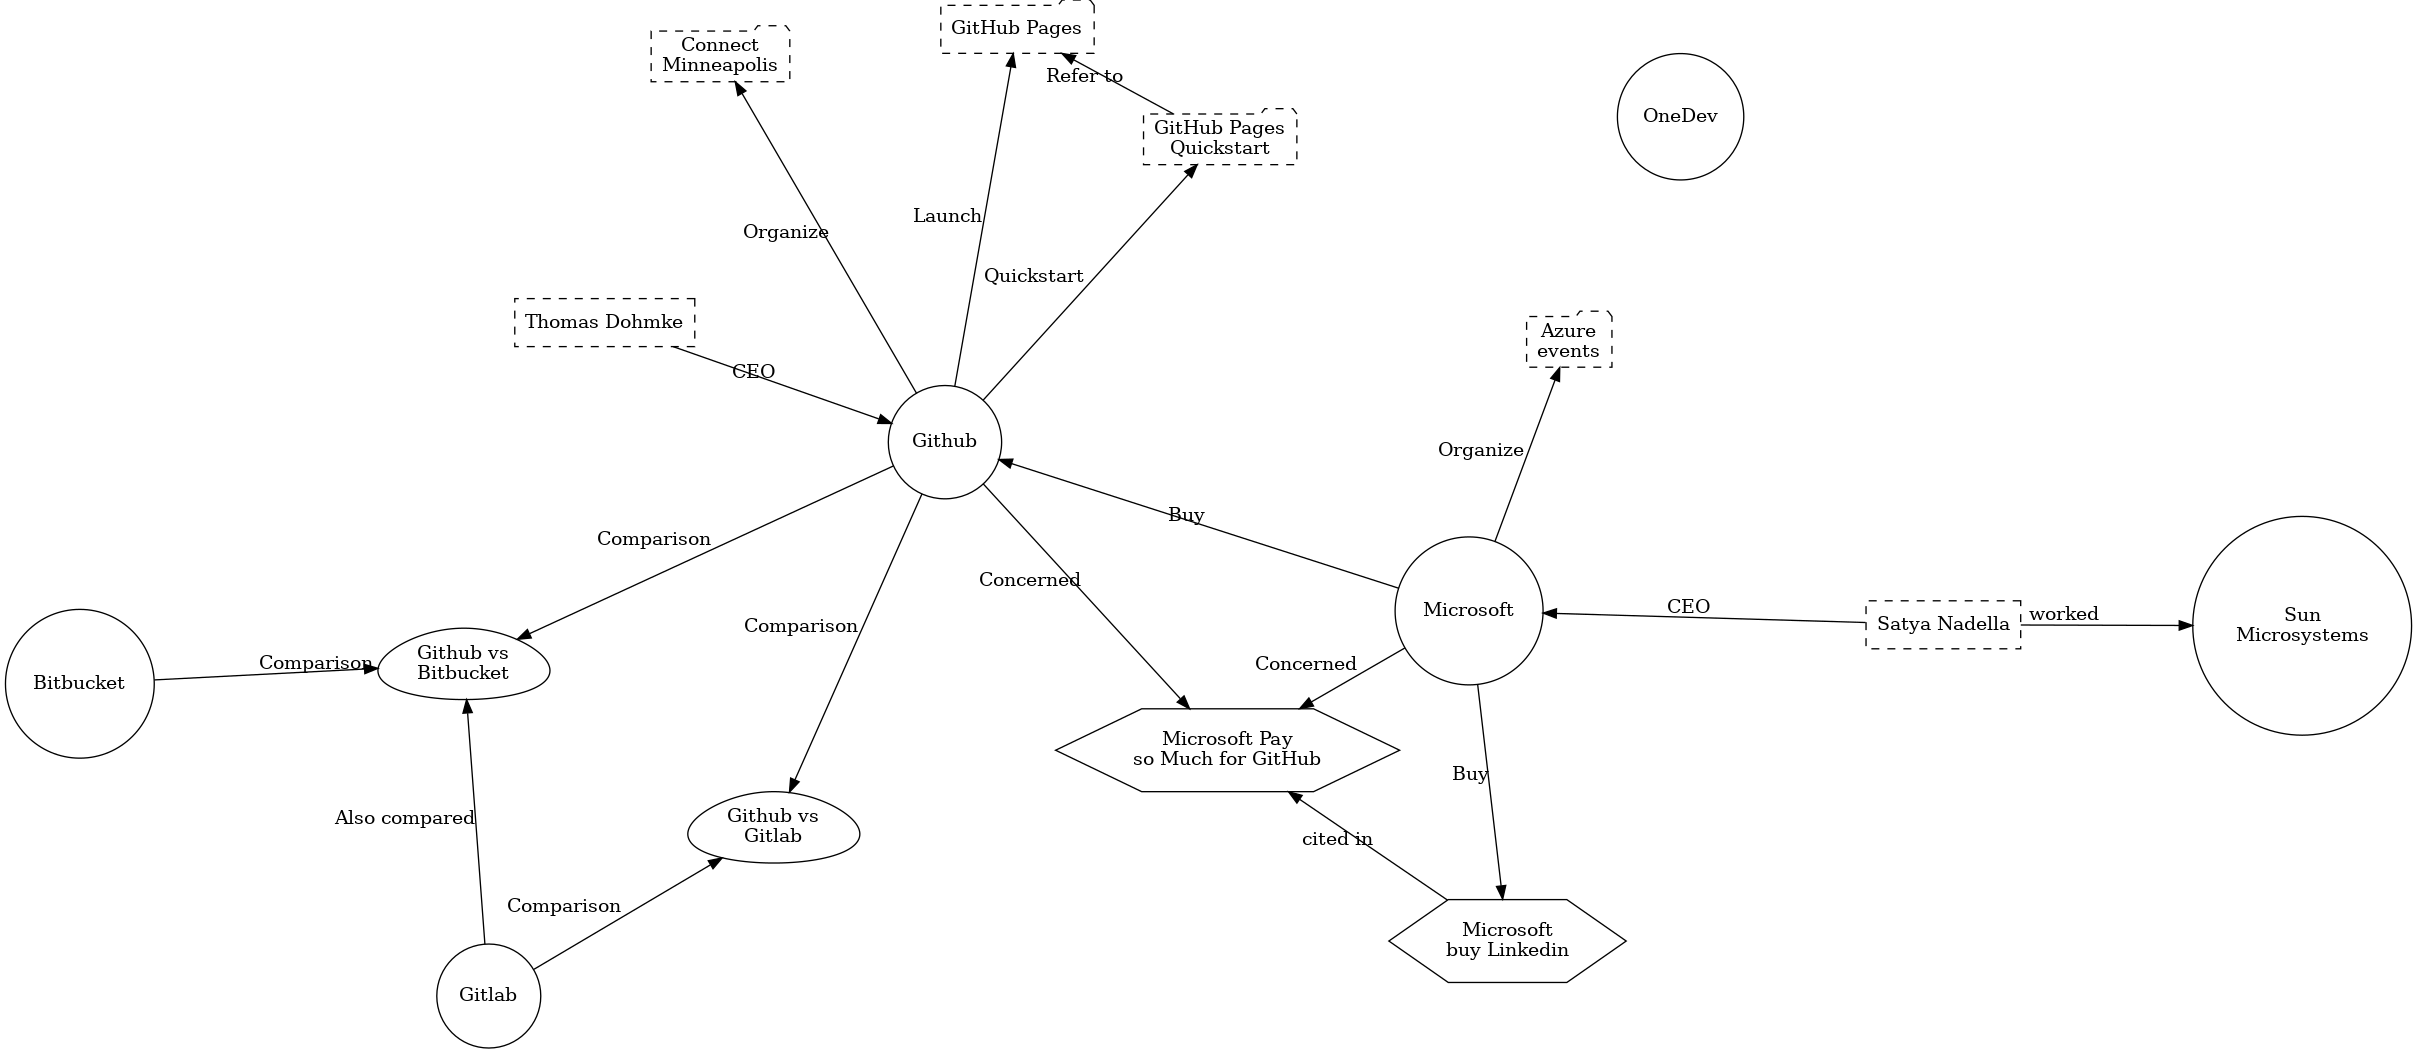 GitHub Pages
Connect
Minneapolis
Refer to
OneDev
GitHub Pages
Quickstart
Launch
Organize
Quickstart
Thomas Dohmke
Azure
events
CEO
Github
Organize
Buy
Comparison
Concerned
Microsoft
CEO
Satya Nadella
worked
Sun
Microsystems
Comparison
Concerned
Comparison
Github vs
Bitbucket
Bitbucket
Microsoft Pay
so Much for GitHub
Buy
Also compared
Github vs
Gitlab
cited in
Comparison
Microsoft
buy Linkedin
Gitlab